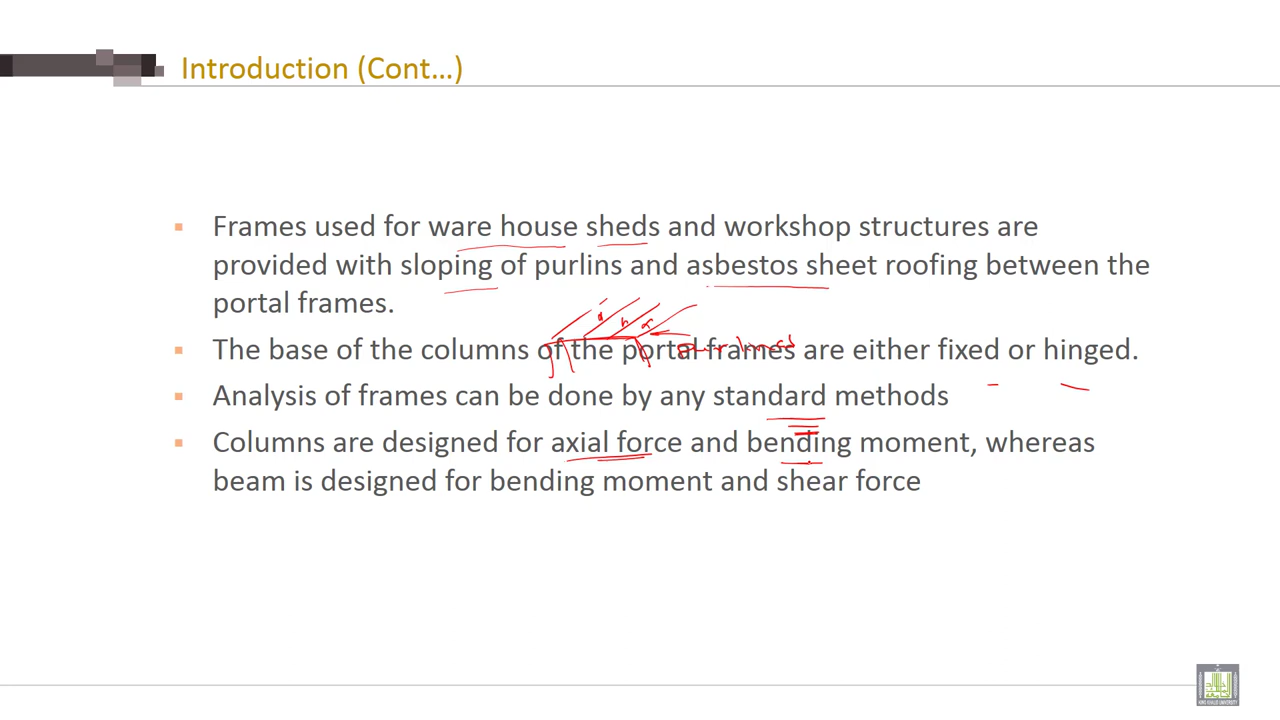 Introduction (Cont…)
▪ Frames used for ware house sheds and workshop structures are
provided with sloping of purlins and asbestos sheet roofing between the
portal frames.
▪ The base of the columns of the portal frames are either fixed or hinged.
▪ Analysis of frames can be done by any standard methods
▪ Columns are designed for axial force and bending moment, whereas
beam is designed for bending moment and shear force
KING KHALID UNIVERSITY